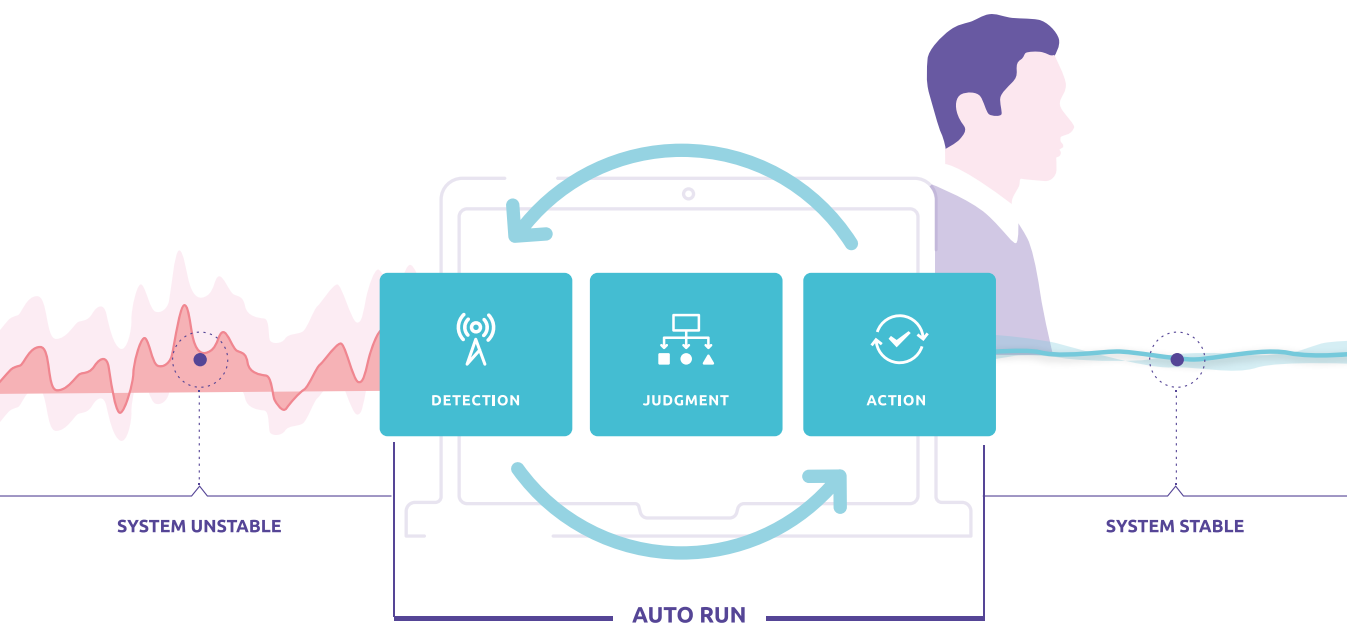 DETECTION
JUDGMENT
ACTION
SYSTEM UNSTABLE
SYSTEM STABLE
AUTO RUN